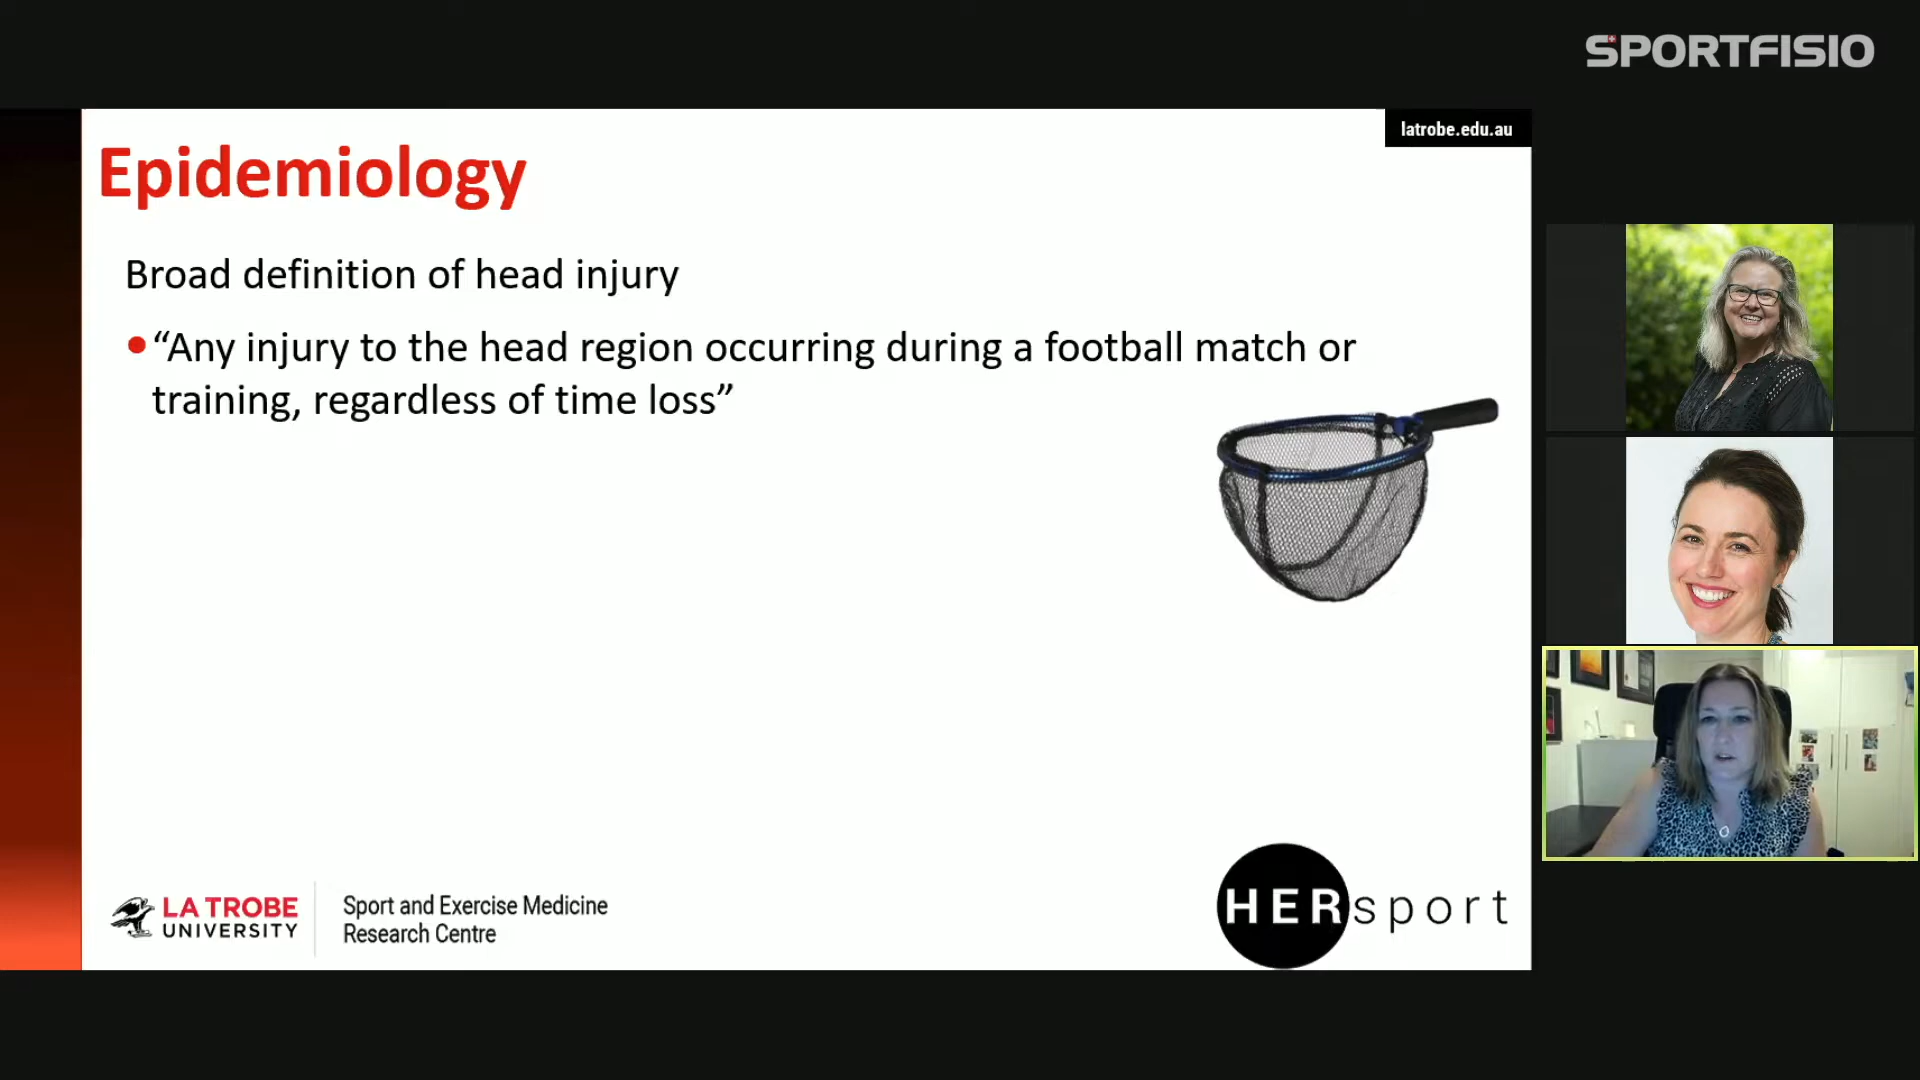 SPORTFISIO
latrobe.edu.au
Epidemiology
Broad definition of head injury
“Any injury to the head region occurring during a football match or
training, regardless of time loss”
LA TROBE
UNIVERSITY
Sport and Exercise Medicine
Research Centre
HERsport